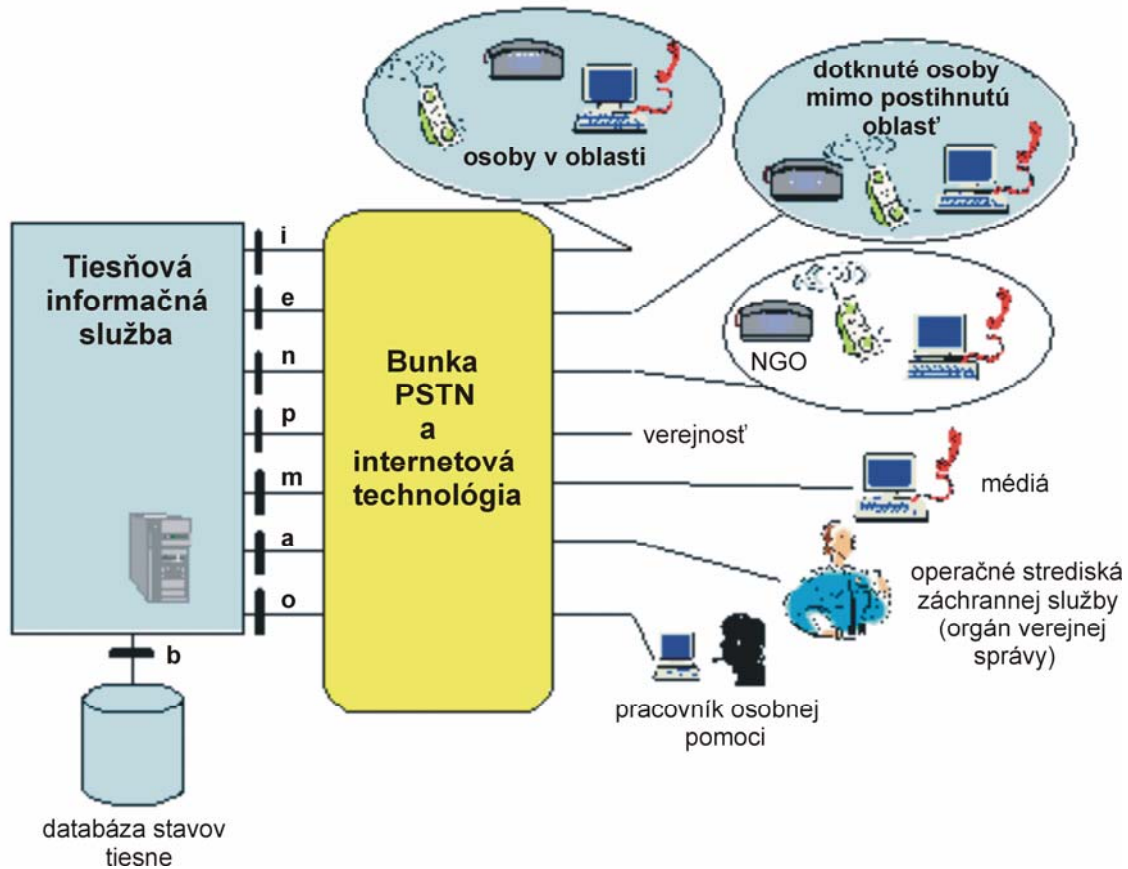 osoby v oblasti
dotknuté osoby
mimo postihnutú
oblasť
Tiesňová
informačná
služba
i
e
n
p
m
a
o
b
Bunka
PSTN
a
internetová
technológia
NGO
verejnosť
médiá
operačné strediská
záchrannej služby
(orgán verejnej
správy)
pracovník osobnej
pomoci
databáza stavov
tiesne